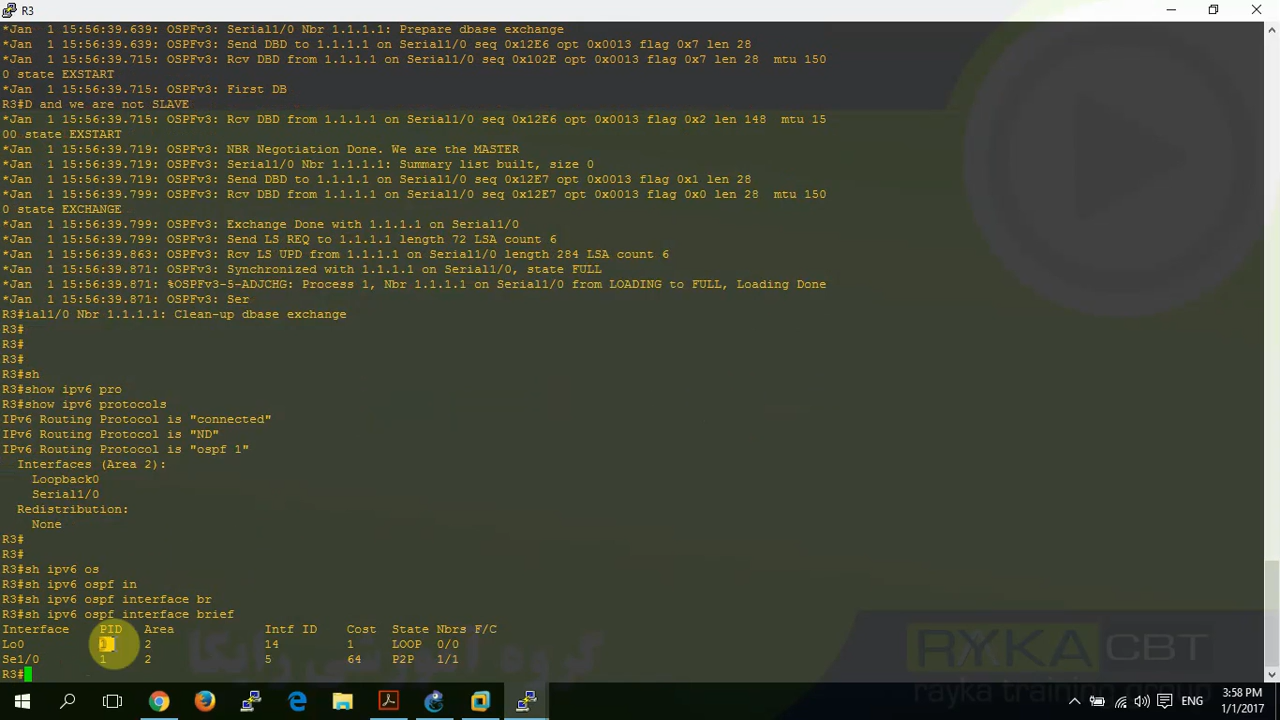 R3
*Jan  1 15:56:39.639: OSPFv3: Serial1/0 Nbr 1.1.1.1: Prepare dbase exchange
*Jan  1 15:56:39.639: OSPFv3: Send DBD to 1.1.1.1 on Serial1/0 seq 0x12E6 opt 0x0013 flag 0x7 len 28
*Jan  1 15:56:39.715: OSPFv3: Rcv DBD from 1.1.1.1 on Serial1/0 seq 0x102E opt 0x0013 flag 0x7 len 28  mtu 150
0 state EXSTART
*Jan  1 15:56:39.715: OSPFv3: First DB
R3#D and we are not SLAVE
*Jan  1 15:56:39.715: OSPFv3: Rcv DBD from 1.1.1.1 on Serial1/0 seq 0x12E6 opt 0x0013 flag 0x2 len 148  mtu 15
00 state EXSTART
*Jan  1 15:56:39.719: OSPFv3: NBR Negotiation Done. We are the MASTER
*Jan  1 15:56:39.719: OSPFv3: Serial1/0 Nbr 1.1.1.1: Summary list built, size 0
*Jan  1 15:56:39.719: OSPFv3: Send DBD to 1.1.1.1 on Serial1/0 seq 0x12E7 opt 0x0013 flag 0x1 len 28
*Jan  1 15:56:39.799: OSPFv3: Rcv DBD from 1.1.1.1 on Serial1/0 seq 0x12E7 opt 0x0013 flag 0x0 len 28  mtu 150
0 state EXCHANGE
*Jan  1 15:56:39.799: OSPFv3: Exchange Done with 1.1.1.1 on Serial1/0
*Jan  1 15:56:39.799: OSPFv3: Send LS REQ to 1.1.1.1 length 72 LSA count 6
*Jan  1 15:56:39.863: OSPFv3: Rcv LS UPD from 1.1.1.1 on Serial1/0 length 284 LSA count 6
*Jan  1 15:56:39.871: OSPFv3: Synchronized with 1.1.1.1 on Serial1/0, state FULL
*Jan  1 15:56:39.871: %OSPFv3-5-ADJCHG: Process 1, Nbr 1.1.1.1 on Serial1/0 from LOADING to FULL, Loading Done
*Jan  1 15:56:39.871: OSPFv3: Ser
R3#ial1/0 Nbr 1.1.1.1: Clean-up dbase exchange
R3#
R3#
R3#
R3#sh
R3#show ipv6 pro
R3#show ipv6 protocols
IPv6 Routing Protocol is "connected"
IPv6 Routing Protocol is "ND"
IPv6 Routing Protocol is "ospf 1"
Interfaces (Area 2):
Loopback0
Serial1/0
Redistribution:
None
R3#
R3#
R3#sh ipv6 os
R3#sh ipv6 ospf in
R3#sh ipv6 ospf interface br
R3#sh ipv6 ospf interface brief
Interface    PID   Area            Intf ID    Cost  State Nbrs F/C
Lo0          1     2               14         1     LOOP  0/0
Se1/0        1     2               5          64    P2P   1/1
R3#
گروه آموزشی رایکا
RYKA CBT
rayka training group
ENG
3:58 PM
1/1/2017